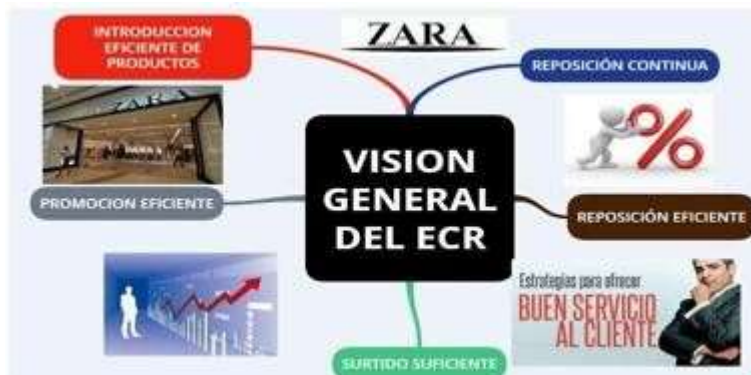 INTRODUCCION
EFICIENTE DE
PRODUCTOS
ZARA
REPOSICIÓN CONTINUA
ZARA
VISION
GENERAL
DEL ECR
%
PROMOCION EFICIENTE
REPOSICIÓN EFICIENTE
Estrategias para ofrecer
BUEN SERVICIO
AL CLIENTE
SURTIDO SUFICIENTE